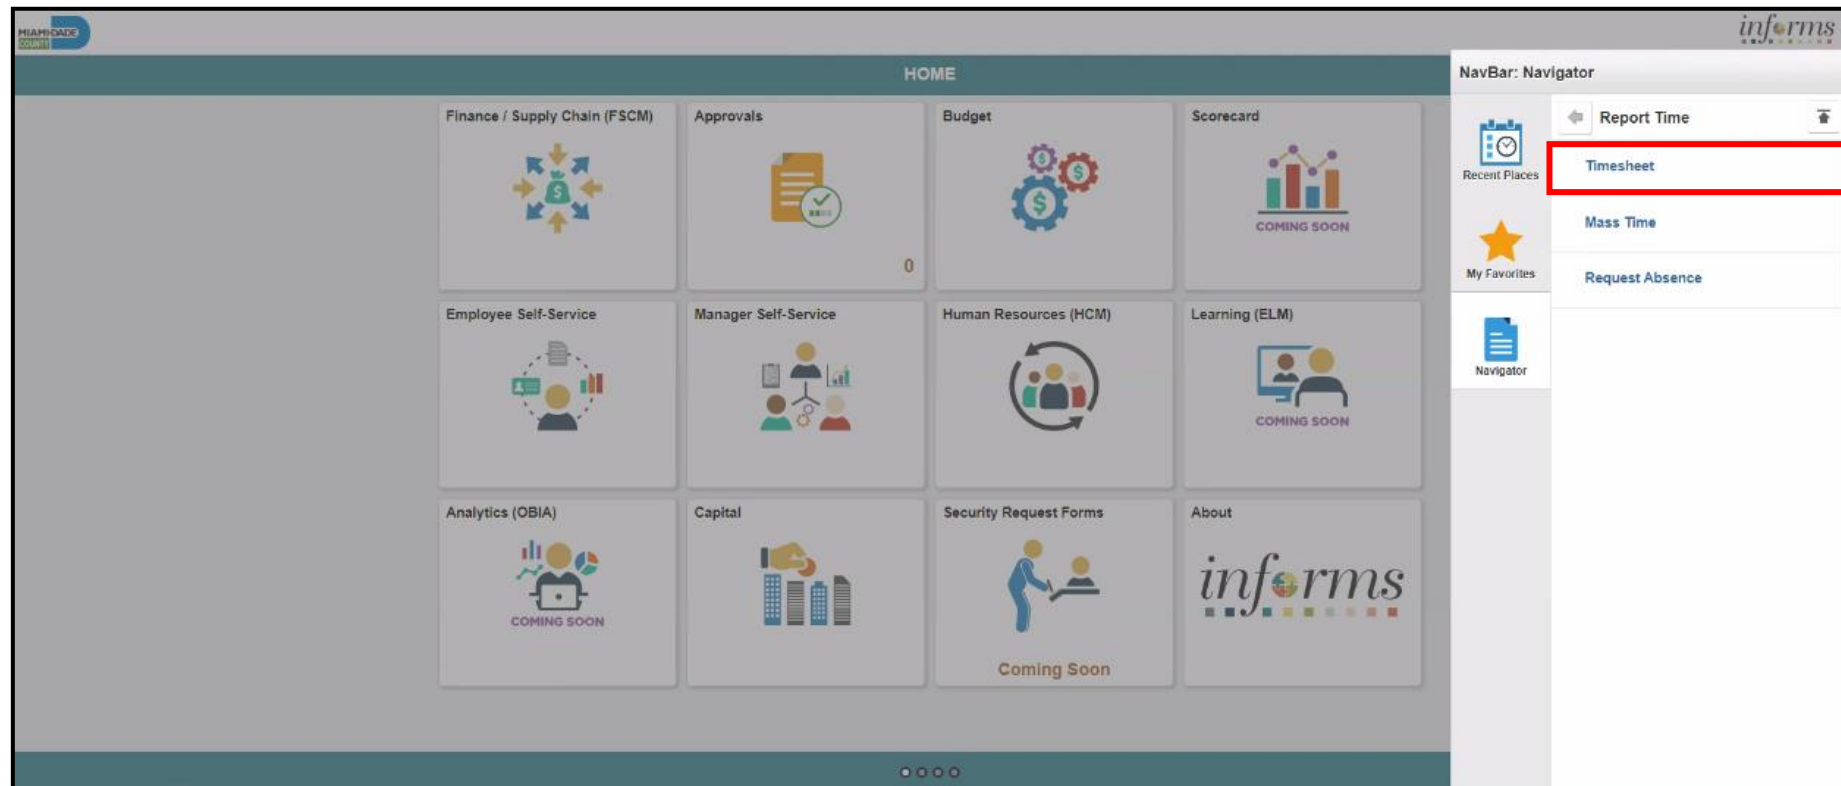 MIAMI-DADE
COUNTY
informs
HOME
Finance / Supply Chain (FSCM)
Approvals
0
Budget
Scorecard
COMING SOON
Employee Self-Service
Manager Self-Service
Human Resources (HCM)
Learning (ELM)
COMING SOON
Analytics (OBIA)
COMING SOON
Capital
Security Request Forms
Coming Soon
About
informs
NavBar: Navigator
Recent Places
My Favorites
Navigator
Report Time
Timesheet
Mass Time
Request Absence